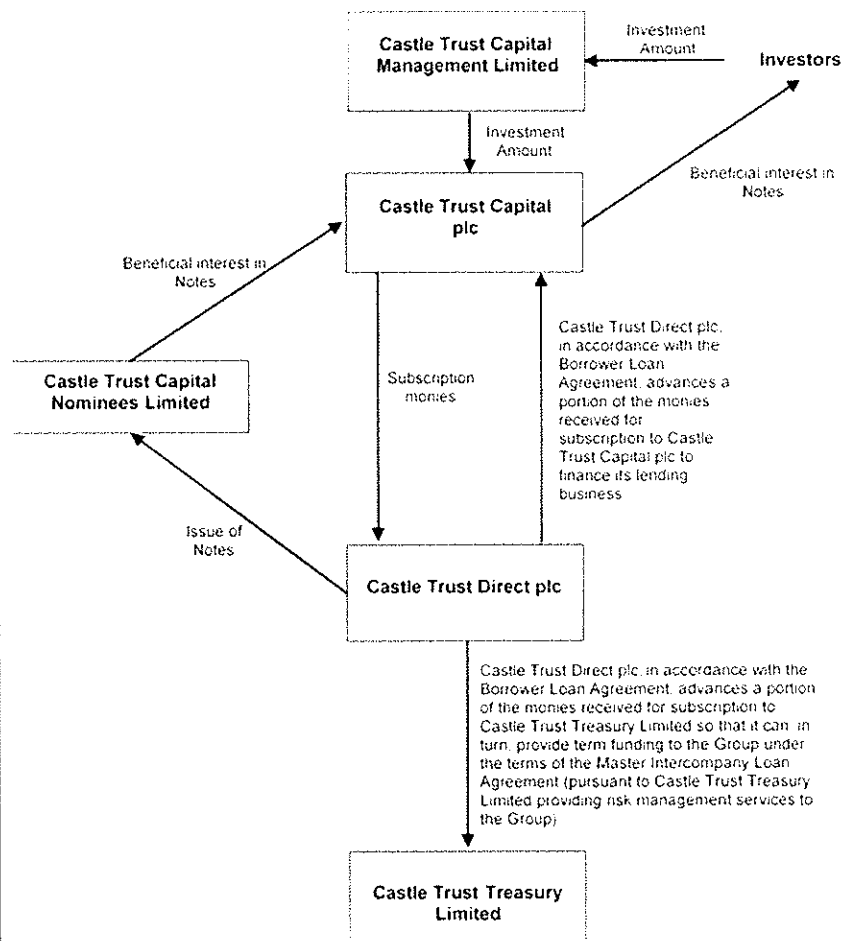 Castle Trust Capital
Management Limited
Investment
Amount
Investors
Investment
Amount
Castle Trust Capital
plc
Beneficial interest in
Notes
Beneficial interest in
Notes
Castle Trust Capital
Nominees Limited
Subscription
monies
Castle Trust Direct plc,
in accordance with the
Borrower Loan
Agreement, advances a
portion of the monies
received for
subscription to Castle
Trust Capital plc to
finance its lending
business
Issue of
Notes
Castle Trust Direct plc
Castle Trust Direct plc, in accordance with the
Borrower Loan Agreement, advances a portion
of the monies received for subscription to
Castle Trust Treasury Limited so that it can, in
turn, provide term funding to the Group under
the terms of the Master Intercompany Loan
Agreement (pursuant to Castle Trust Treasury
Limited providing risk management services to
the Group)
Castle Trust Treasury
Limited